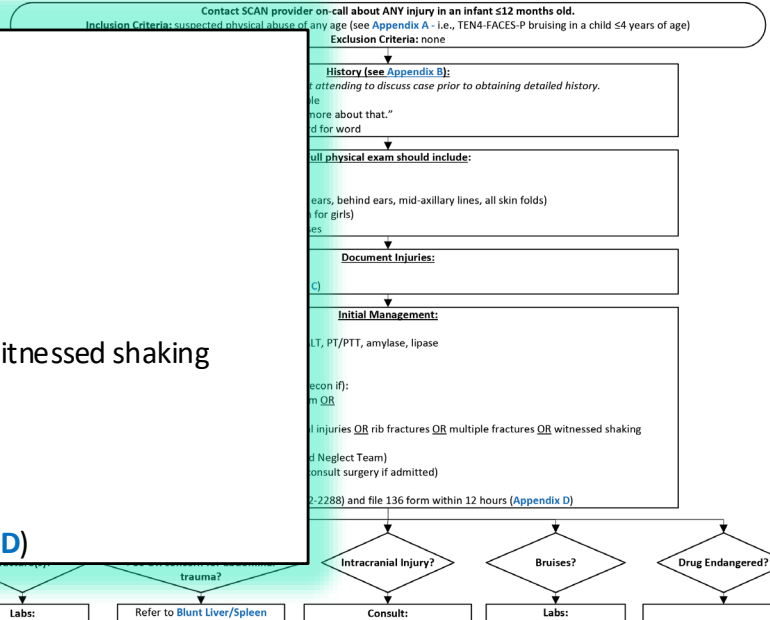 Contact SCAN provider on-call about ANY injury in an infant ≤12 months old.
Inclusion Criteria: suspected physical abuse of any age (see Appendix A - i.e., TEN4-FACES-P bruising in a child ≤4 years of age)
Exclusion Criteria: none
History (see Appendix B):
attending to discuss case prior to obtaining detailed history.
more about that.”
for word
full physical exam should include:
ears, behind ears, mid-axillary lines, all skin folds)
for girls)
Document Injuries:
C)
Initial Management:
LT, PT/PTT, amylase, lipase
itnessed shaking
econ if):
OR
injuries OR rib fractures OR multiple fractures OR witnessed shaking
Neglect Team)
consult surgery if admitted)
2-2288) and file 136 form within 12 hours (Appendix D)
D)
trauma?
Intracranial Injury?
Bruises?
Drug Endangered?
Labs:
Refer to Blunt Liver/Spleen
Consult:
Labs: